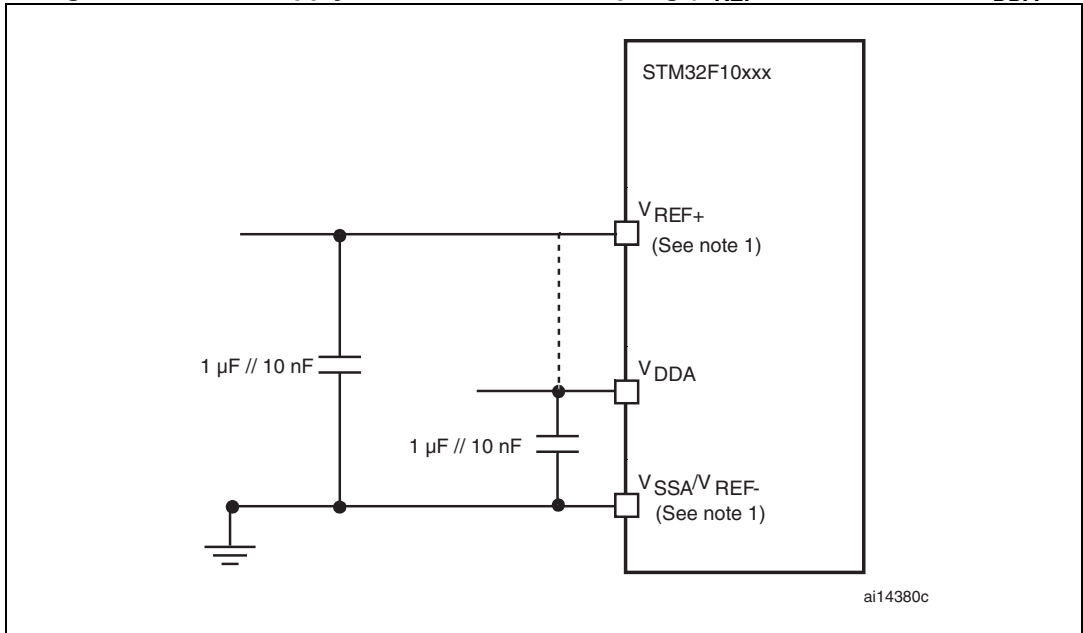 STM32F10xxx
VREF+
(See note 1)
1 µF // 10 nF
VDDA
1 µF // 10 nF
VSSA/VREF-
(See note 1)
ai14380c